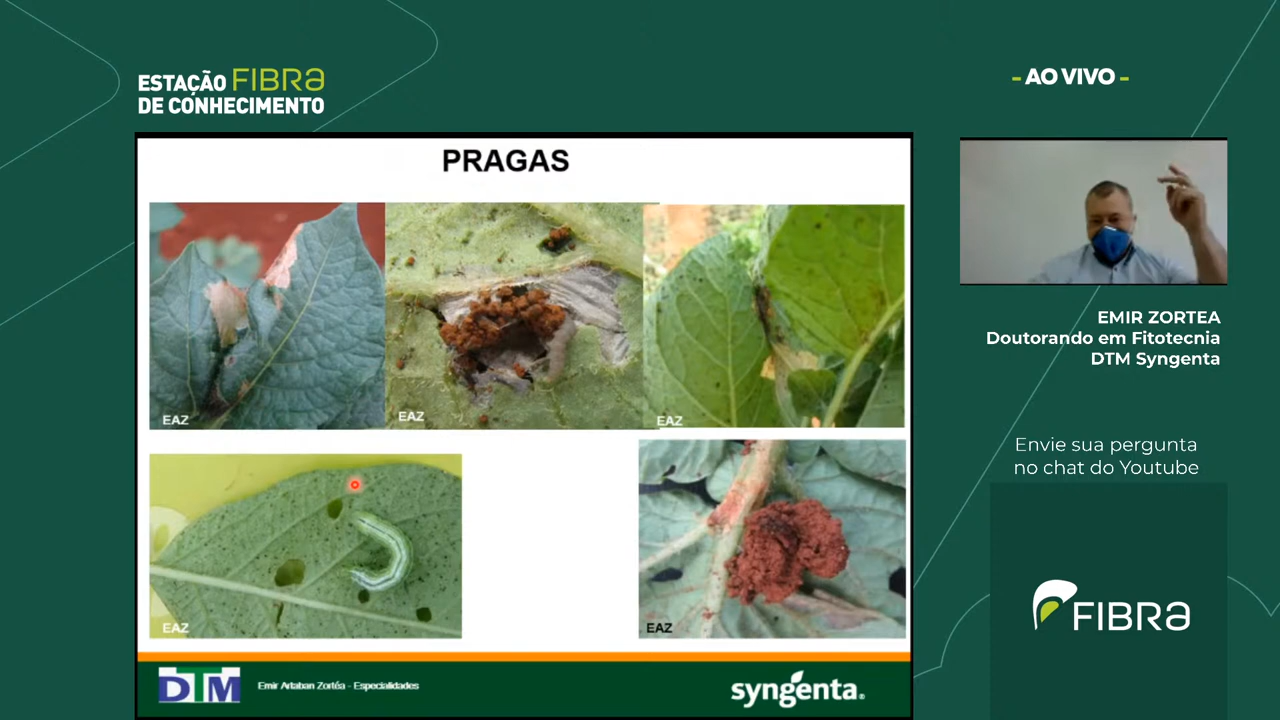 ESTAÇÃO FIBRA
DE CONHECIMENTO
- AO VIVO -
PRAGAS
EAZ
EAZ
EAZ
EAZ
EAZ
EMIR ZORTEA
Doutorando em Fitotecnia
DTM Syngenta
Envie sua pergunta
no chat do Youtube
FIBRA
DTM
Emir Artaban Zortéa - Especialidades
syngenta.